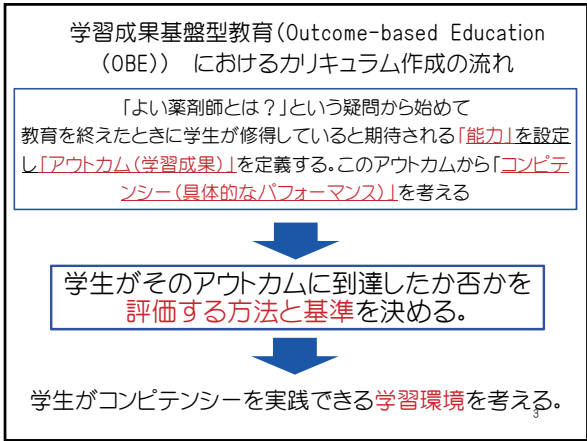 学習成果基盤型教育(Outcome-based Education
(OBE)) におけるカリキュラム作成の流れ
「よい薬剤師とは？」という疑問から始めて
教育を終えたときに学生が修得していると期待される「能力」を設定
し「アウトカム(学習成果)」を定義する。このアウトカムから「コンピテ
ンシー(具体的なパフォーマンス)」を考える
学生がそのアウトカムに到達したか否かを
評価する方法と基準を決める。
学生がコンピテンシーを実践できる学習環境を考える。
3